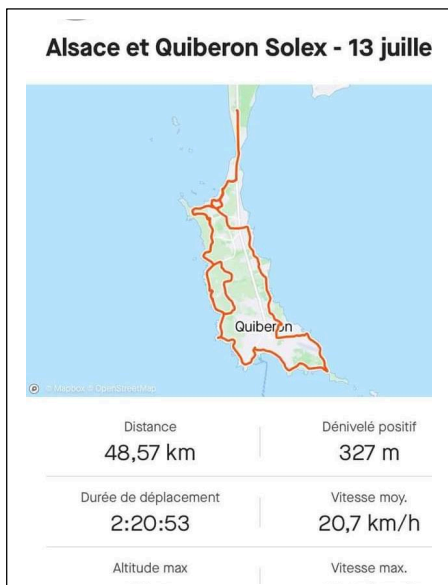 Alsace et Quiberon Solex - 13 juille
Quiberon
© Mapbox © OpenStreetMap
Distance
Dénivelé positif
48,57 km
327 m
Durée de déplacement
Vitesse moy.
2:20:53
20,7 km/h
Altitude max
Vitesse max.